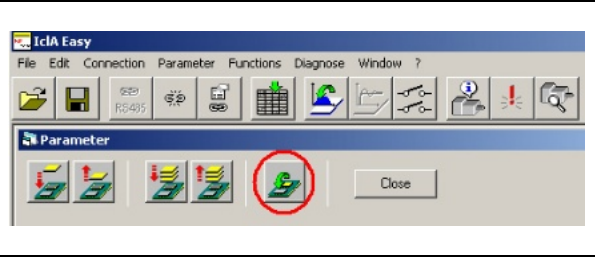 IclA Easy
File Edit Connection Parameter Functions Diagnose Window ?
RS485
Parameter
Close